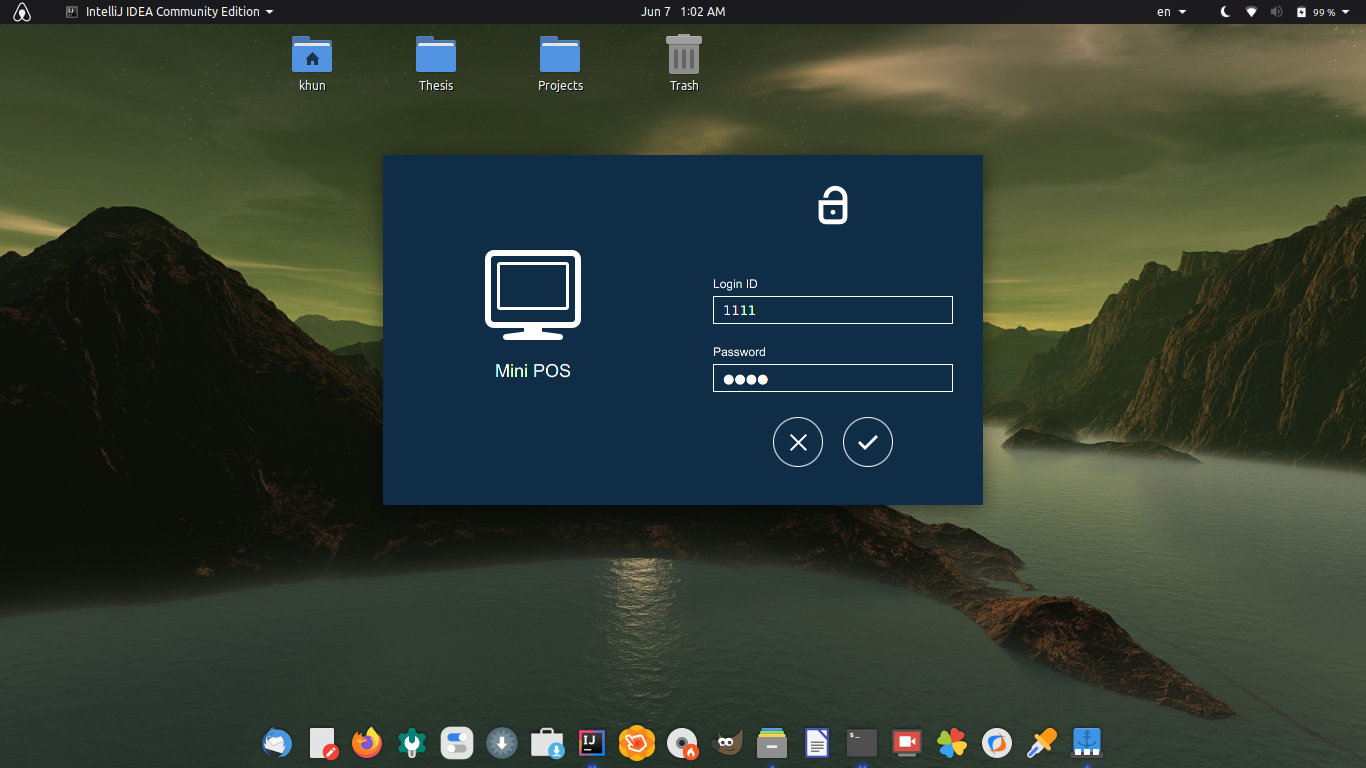 IntelliJ IDEA Community Edition
Jun 7 1:02 AM
en
99 %
khun
Thesis
Projects
Trash
Login ID
1111
Mini POS
Password
IJ
$_